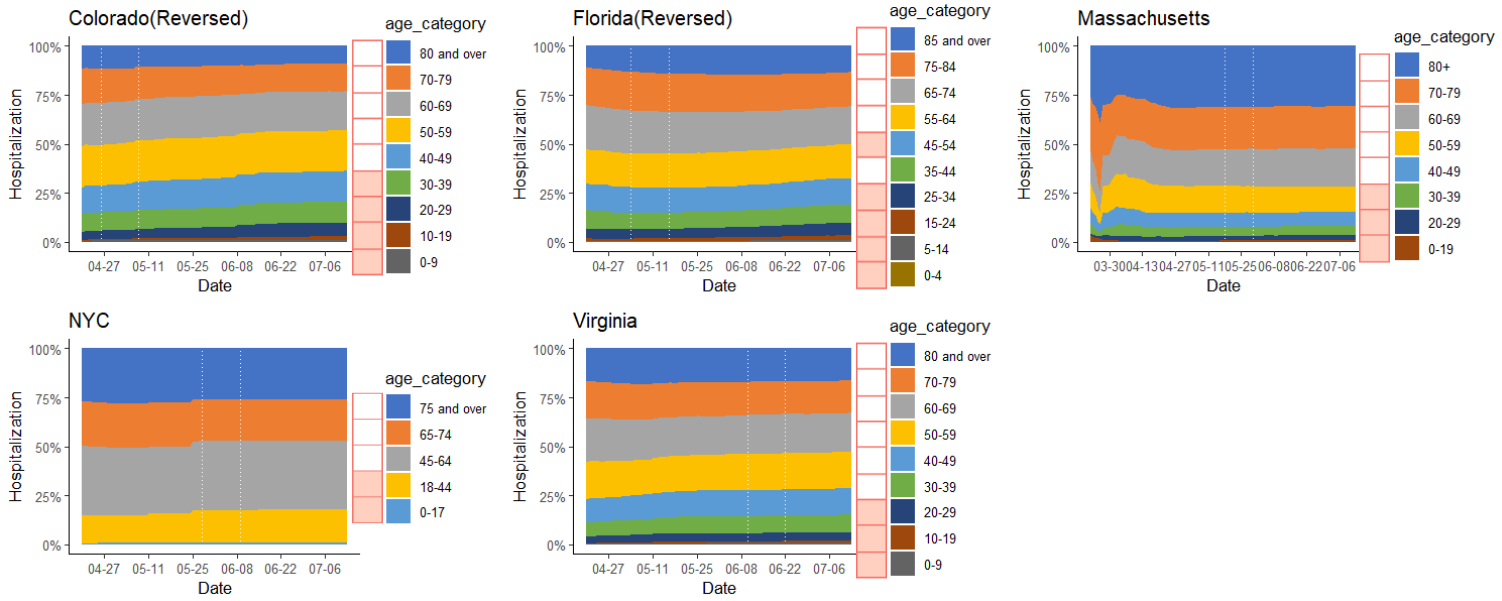 Colorado(Reversed)
Hospitalization
100%
75%
50%
25%
0%
04-27 05-11 05-25 06-08 06-22 07-06
Date
age_category
80 and over
70-79
60-69
50-59
40-49
30-39
20-29
10-19
0-9
Florida(Reversed)
Hospitalization
100%
75%
50%
25%
0%
04-27 05-11 05-25 06-08 06-22 07-06
Date
age_category
85 and over
75-84
65-74
55-64
45-54
35-44
25-34
15-24
5-14
0-4
Massachusetts
Hospitalization
100%
75%
50%
25%
0%
03-30 04-13 04-27 05-11 05-25 06-08 06-22 07-06
Date
age_category
80+
70-79
60-69
50-59
40-49
30-39
20-29
0-19
NYC
Hospitalization
100%
75%
50%
25%
0%
04-27 05-11 05-25 06-08 06-22 07-06
Date
age_category
75 and over
65-74
45-64
18-44
0-17
Virginia
Hospitalization
100%
75%
50%
25%
0%
04-27 05-11 05-25 06-08 06-22 07-06
Date
age_category
80 and over
70-79
60-69
50-59
40-49
30-39
20-29
10-19
0-9